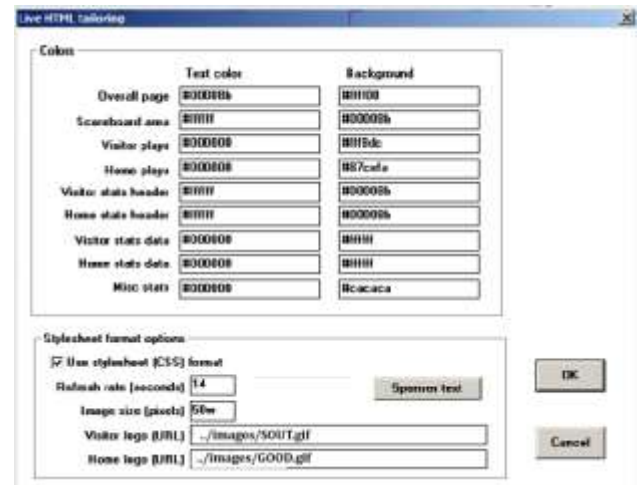 Live HTML tailoring
Colors
Text color Background
Overall page #00008b
Scoreboard area #ffffff #00008b
Visitor plays #000000 #fff8dc
Home plays #000000 #87cefa
Visitor stats header #ffffff #00008b
Home stats header #ffffff #00008b
Visitor stats data #000000 #ffffff
Home stats data #000000 #ffffff
Misc stats #000000 #cacaca
Stylesheet format options
Use stylesheet (CSS) format
Refresh rate (seconds) 14 Sponsor text OK
Image size (pixels) 50w
Visitor logo (URL) ../images/SOUT.gif Cancel
Home logo (URL) ../images/GOOD.gif